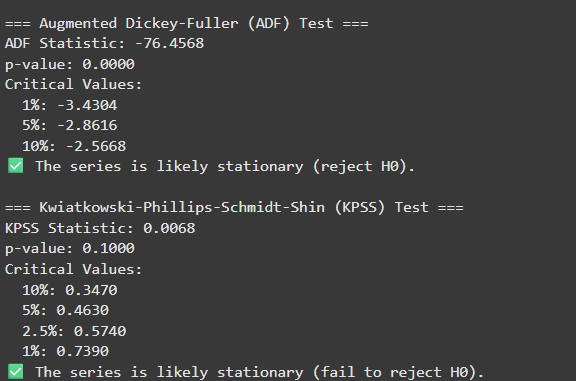 === Augmented Dickey-Fuller (ADF) Test ===
ADF Statistic: -76.4568
p-value: 0.0000
Critical Values:
  1%: -3.4304
  5%: -2.8616
  10%: -2.5668
✅ The series is likely stationary (reject H0).

=== Kwiatkowski-Phillips-Schmidt-Shin (KPSS) Test ===
KPSS Statistic: 0.0068
p-value: 0.1000
Critical Values:
  10%: 0.3470
  5%: 0.4630
  2.5%: 0.5740
  1%: 0.7390
✅ The series is likely stationary (fail to reject H0).